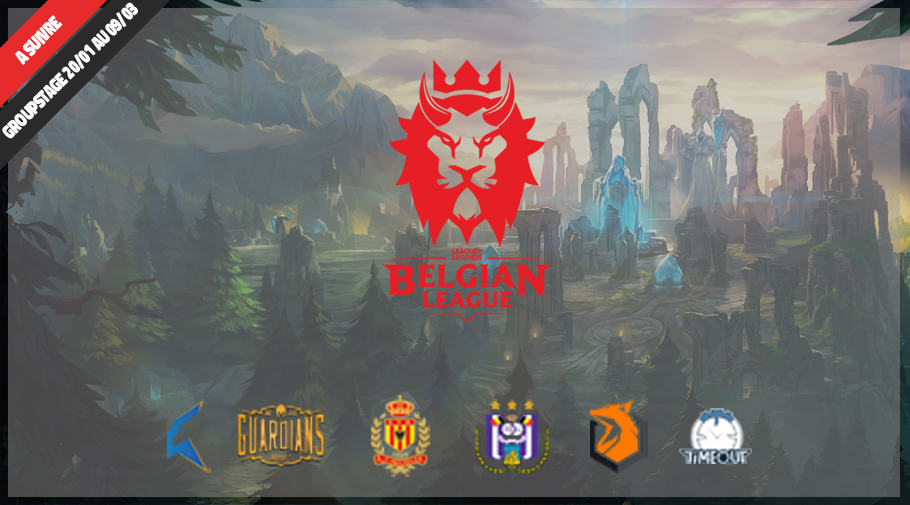 A SUIVRE
GROUPSTAGE 20/01 AU 09/03
LEAGUE OF
LEGENDS
BELGIAN
LEAGUE
GUARDIANS
TIMEOUT